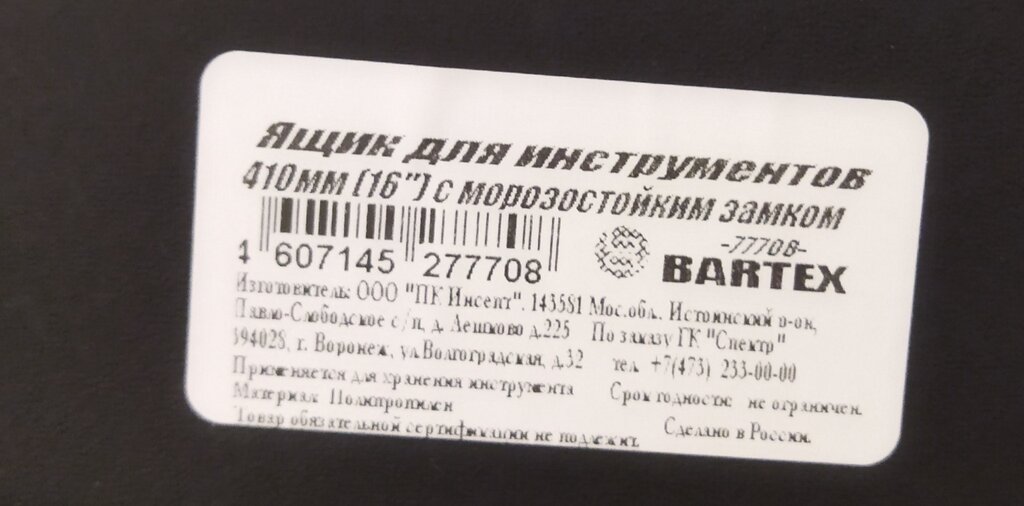 Ящик для инструментов
410мм (16") с морозостойким замком
4 607145 277708
-77708-
BARTEX
Изготовитель: ООО "ПК Инсепт". 143581 Мос.обл. Истринский р-он,
Павло-Слободское с/п, д. Лешково д.225 По заказу ГК "Спектр"
394028, г. Воронеж, ул.Волгоградская, д.32 тел. +7(473) 233-00-00
Применяется для хранения инструмента
Срок годности: не ограничен.
Материал: Полипропилен
Товар обязательной сертификации не подлежит.
Сделано в России.